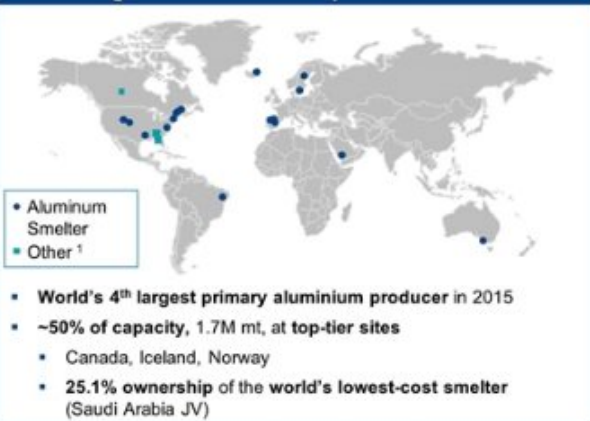 Aluminum
Smelter
Other ¹
World's 4th largest primary aluminium producer in 2015
~50% of capacity, 1.7M mt, at top-tier sites
Canada, Iceland, Norway
25.1% ownership of the world's lowest-cost smelter
(Saudi Arabia JV)